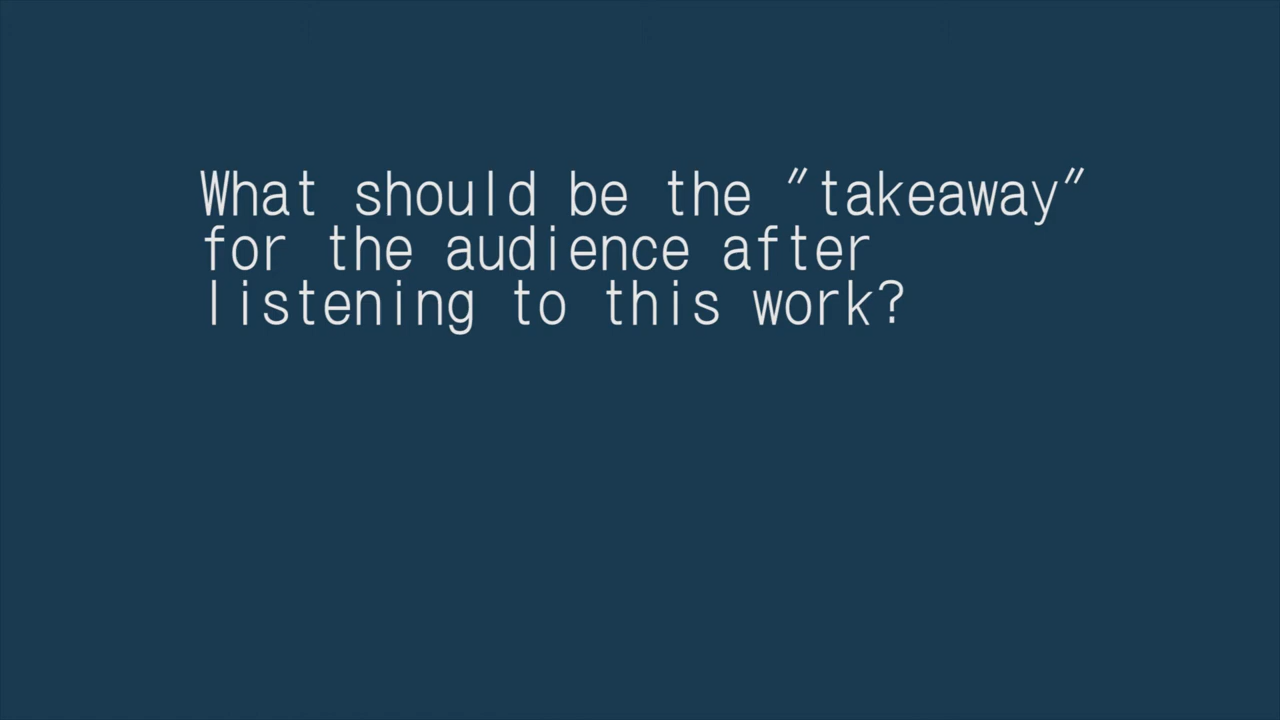 What should be the "takeaway"
for the audience after
listening to this work?